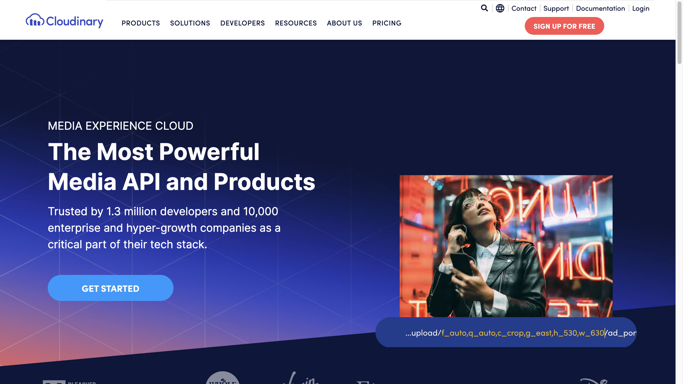 Contact Support Documentation Login
Cloudinary
PRODUCTS SOLUTIONS DEVELOPERS RESOURCES ABOUT US PRICING
SIGN UP FOR FREE
MEDIA EXPERIENCE CLOUD
The Most Powerful
Media API and Products
Trusted by 1.3 million developers and 10,000
enterprise and hyper-growth companies as a
critical part of their tech stack.
GET STARTED
...upload/f_auto,q_auto,c_crop,g_east,h_530,w_630/ad_por
BLEACHER
WHOLE